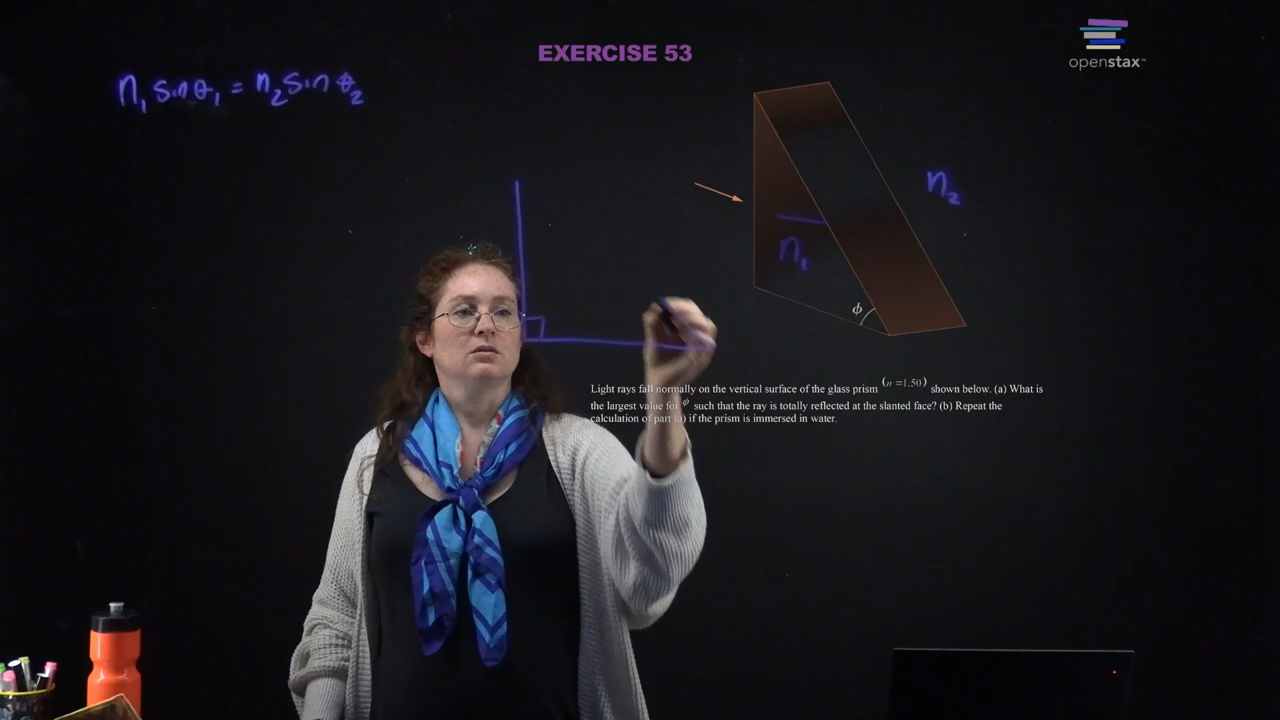 EXERCISE 53
openstax™
n₁ sin θ₁ = n₂ sin θ₂
n₂
n₁
ϕ
Light rays fall normally on the vertical surface of the glass prism (n =1.50) shown below. (a) What is
the largest value for ϕ such that the ray is totally reflected at the slanted face? (b) Repeat the
calculation of part (a) if the prism is immersed in water.